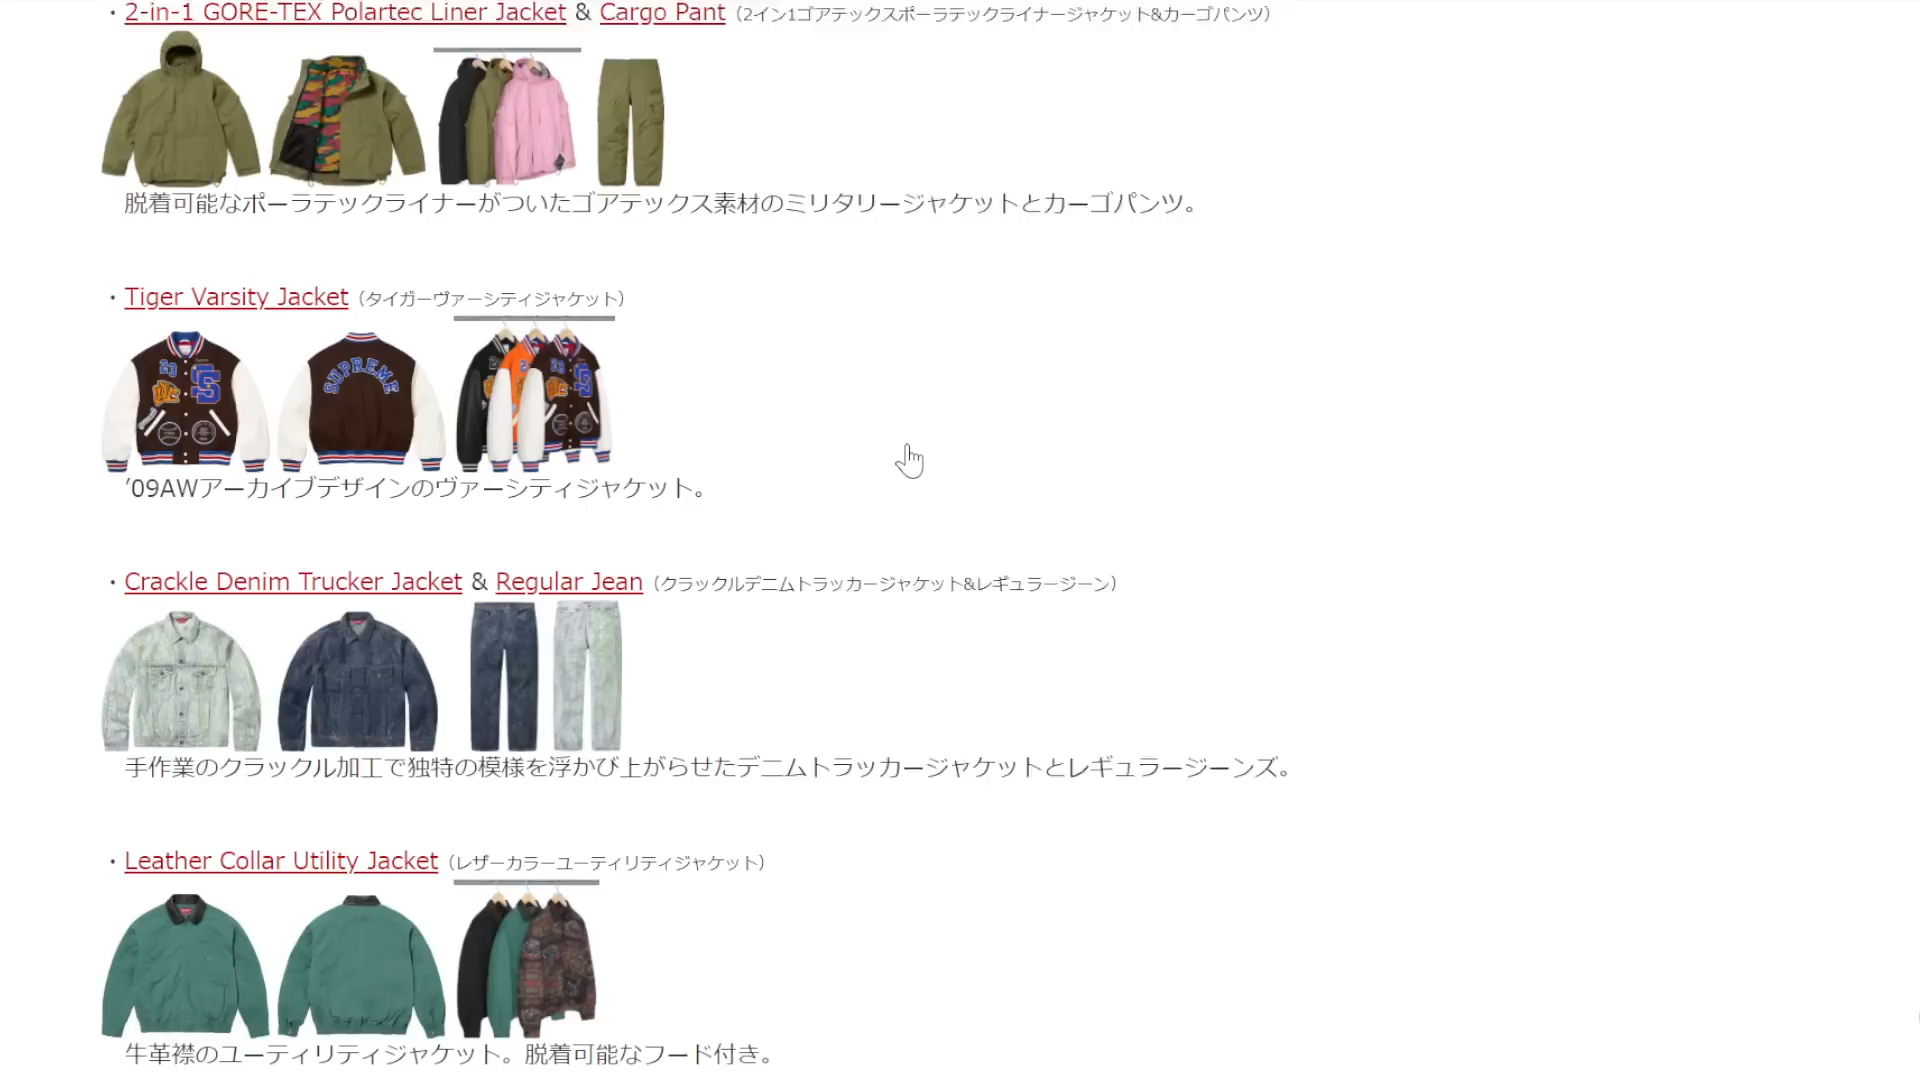 ・2-in-1 GORE-TEX Polartec Liner Jacket & Cargo Pant（2イン1ゴアテックスポーラテックライナージャケット&カーゴパンツ）
脱着可能なポーラテックライナーがついたゴアテックス素材のミリタリージャケットとカーゴパンツ。
・Tiger Varsity Jacket（タイガーヴァーシティジャケット）
23
SUPREME
'09AWアーカイブデザインのヴァーシティジャケット。
・Crackle Denim Trucker Jacket & Regular Jean（クラックルデニムトラッカージャケット&レギュラージーン）
手作業のクラックル加工で独特の模様を浮かび上がらせたデニムトラッカージャケットとレギュラージーンズ。
・Leather Collar Utility Jacket（レザーカラーユーティリティジャケット）
牛革襟のユーティリティジャケット。脱着可能なフード付き。